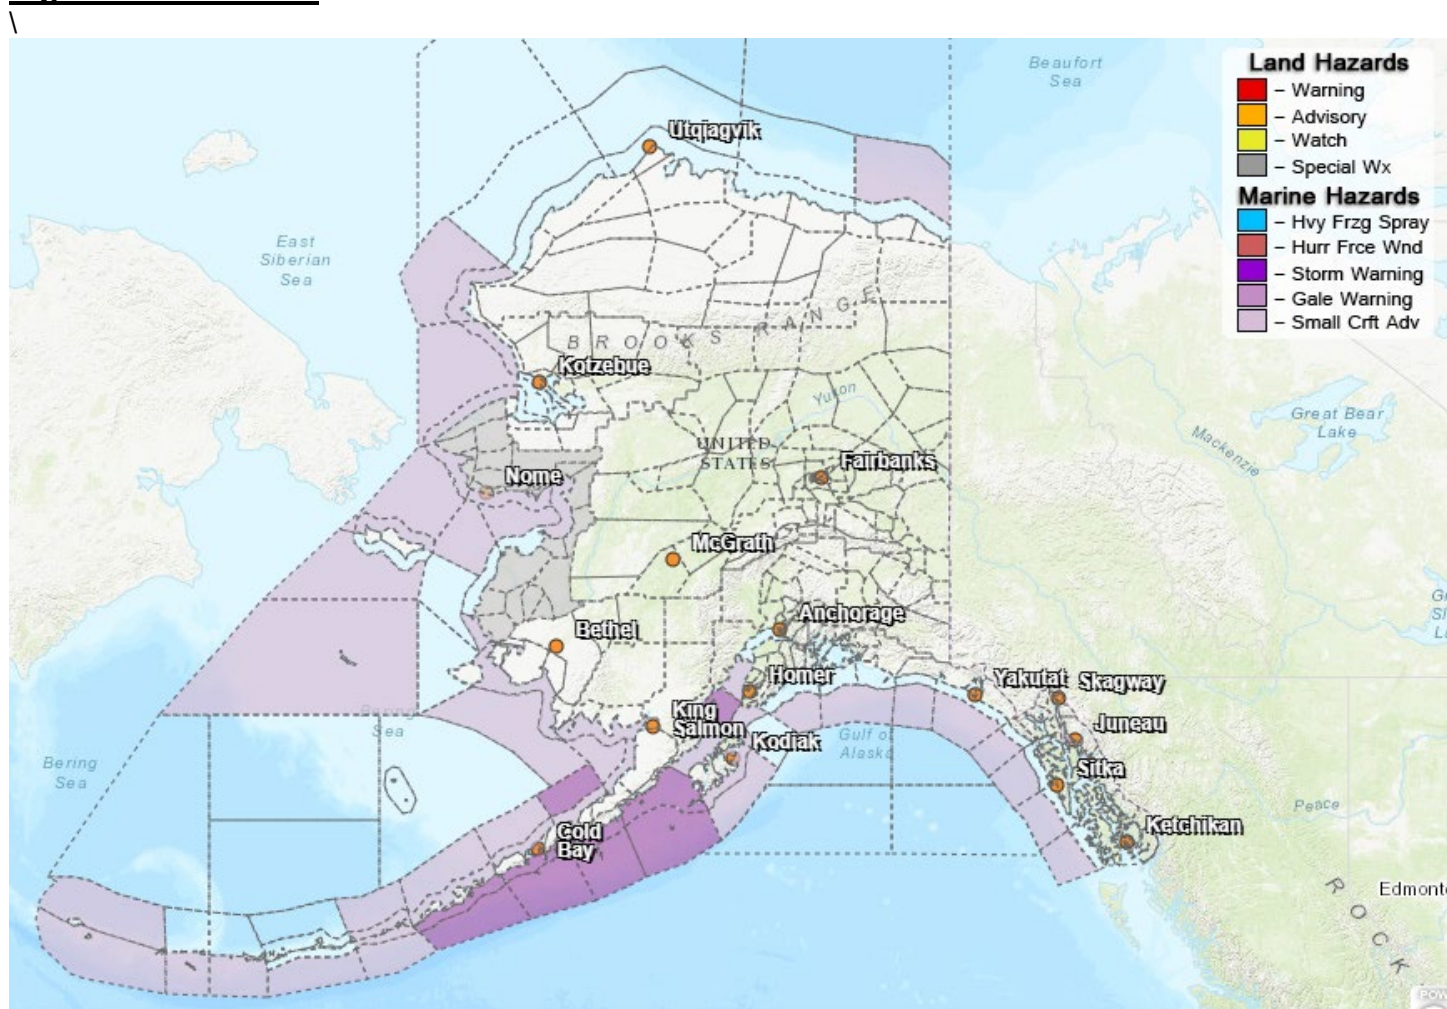 \
Land Hazards
– Warning
– Advisory
– Watch
– Special Wx
Marine Hazards
– Hvy Frzg Spray
– Hurr Frce Wnd
– Storm Warning
– Gale Warning
– Small Crft Adv
Beaufort
Sea
Utqiagvik
East
Siberian
Sea
BROOKS RANGE
Kotzebue
Yukon
Great Bear
Lake
Mackenzie
UNITED
STATES
Fairbanks
Nome
McGrath
Anchorage
Bethel
Homer
Yakutat
Skagway
King
Salmon
Juneau
Kodiak
Gulf of
Alaska
Bering
Sea
Bering
Sea
Sitka
Peace
Ketchikan
Cold
Bay
Edmont
ROCK